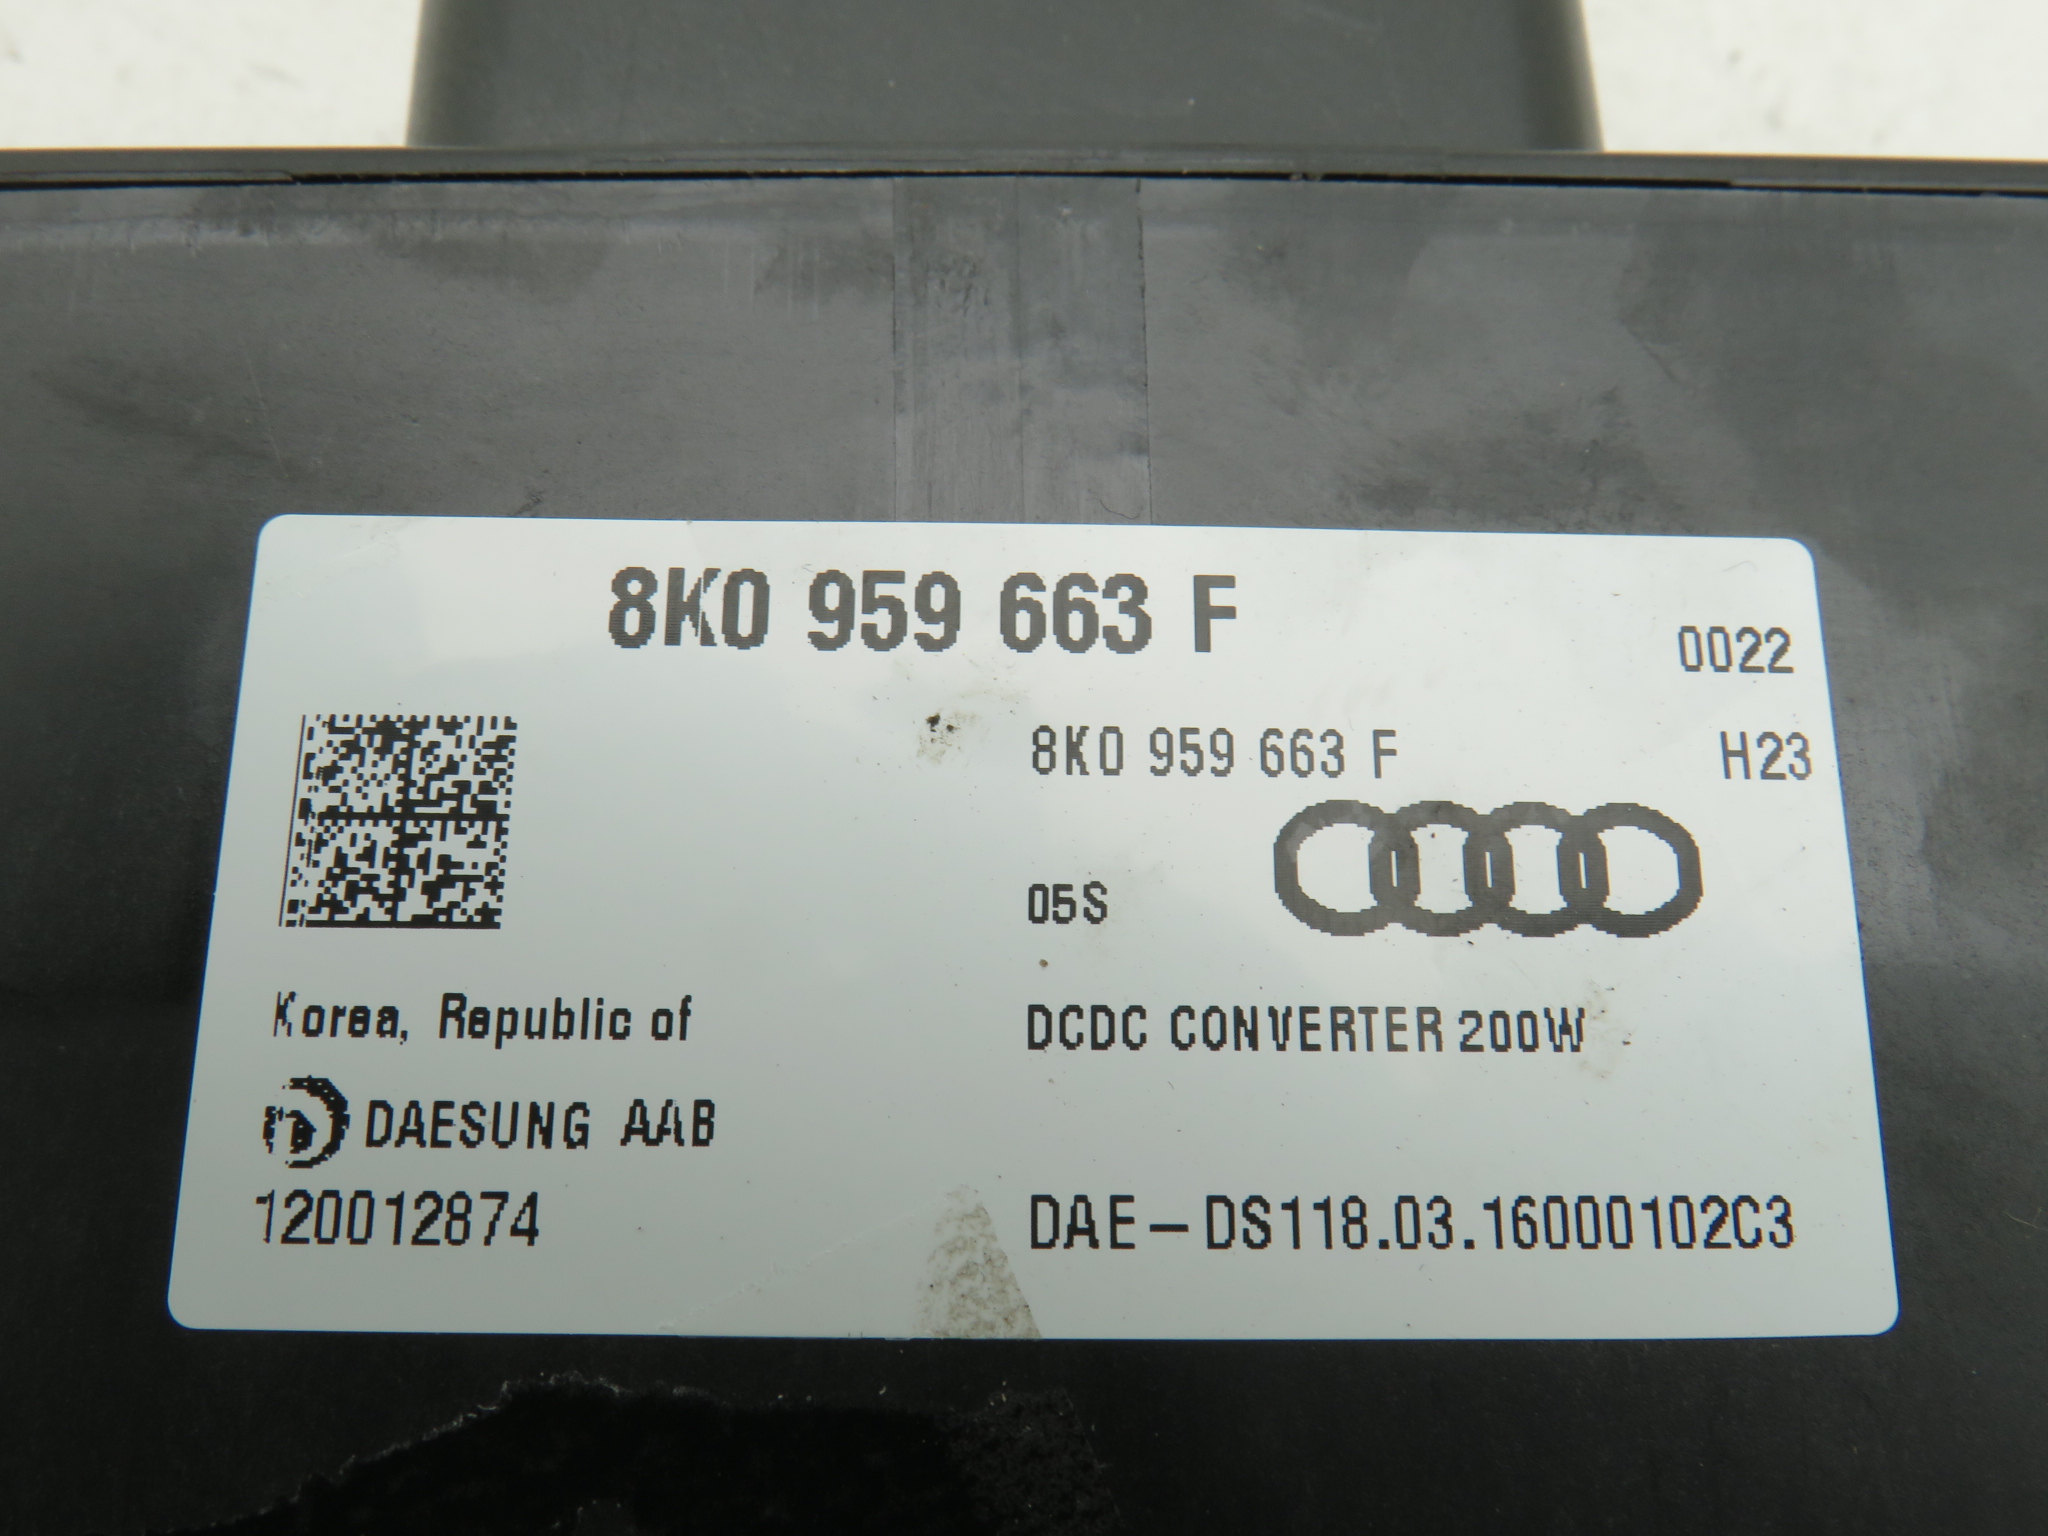 8K0 959 663 F
0022
8K0 959 663 F
H23
05S
Korea, Republic of
DCDC CONVERTER 200W
DAESUNG AAB
120012874
DAE-DS118.03.16000102C3